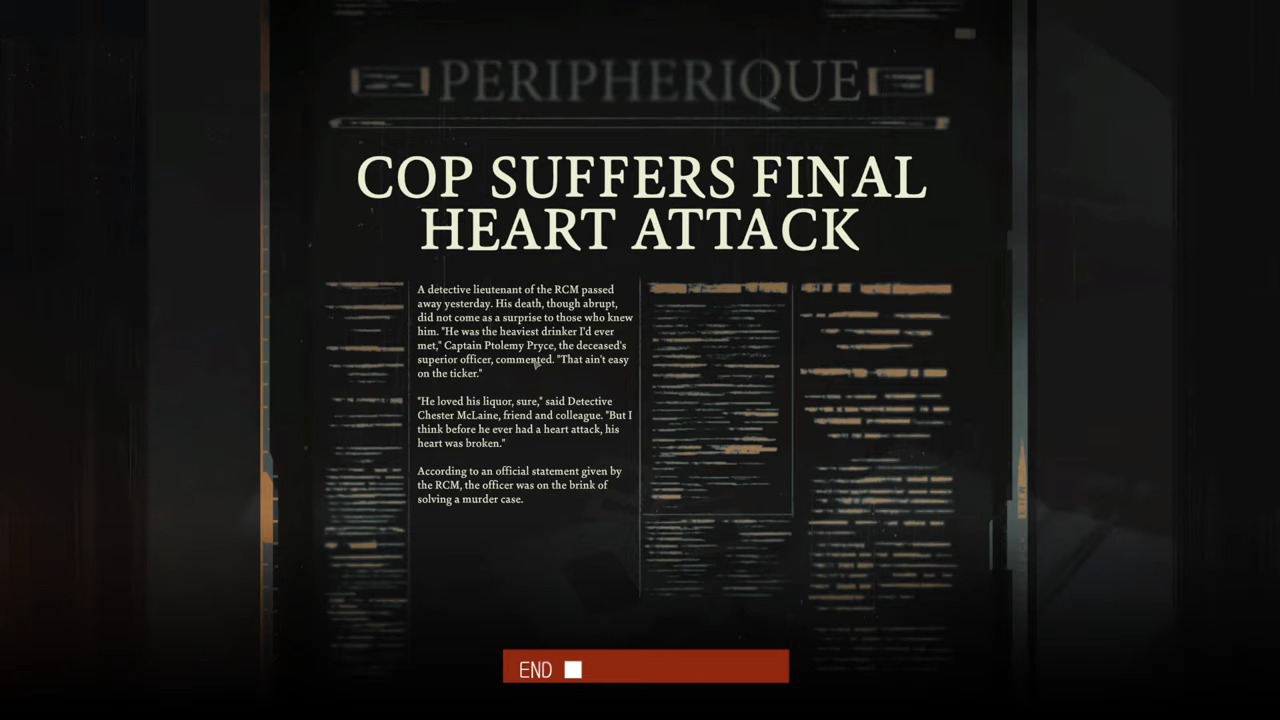 PERIPHERIQUE
COP SUFFERS FINAL
HEART ATTACK
A detective lieutenant of the RCM passed
away yesterday. His death, though abrupt,
did not come as a surprise to those who knew
him. "He was the heaviest drinker I'd ever
met," Captain Ptolemy Pryce, the deceased's
superior officer, commented. "That ain't easy
on the ticker."
"He loved his liquor, sure," said Detective
Chester McLaine, friend and colleague. "But I
think before he ever had a heart attack, his
heart was broken."
According to an official statement given by
the RCM, the officer was on the brink of
solving a murder case.
END